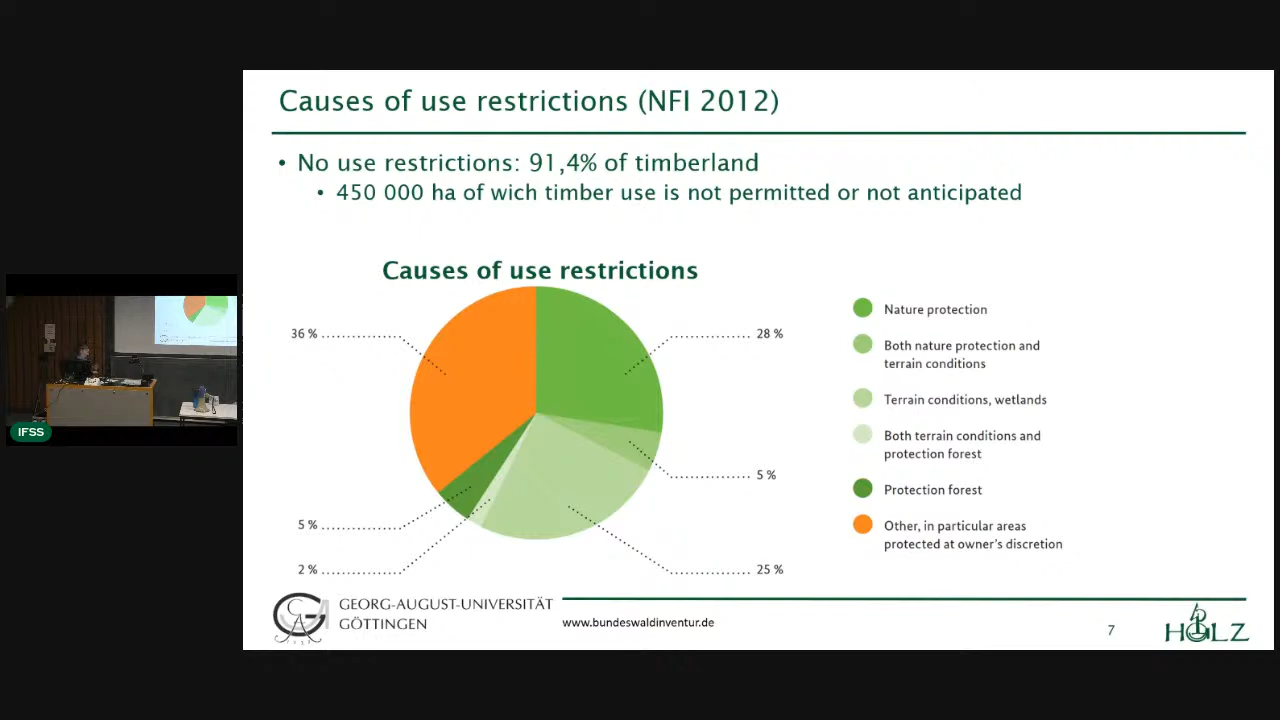 Causes of use restrictions (NFI 2012)
• No use restrictions: 91,4% of timberland
• 450 000 ha of wich timber use is not permitted or not anticipated
Causes of use restrictions
36 %
28 %
5 %
25 %
5 %
2 %
Nature protection
Both nature protection and
terrain conditions
Terrain conditions, wetlands
Both terrain conditions and
protection forest
Protection forest
Other, in particular areas
protected at owner's discretion
IFSS
GEORG-AUGUST-UNIVERSITÄT
GÖTTINGEN
www.bundeswaldinventur.de
7
HOLZ